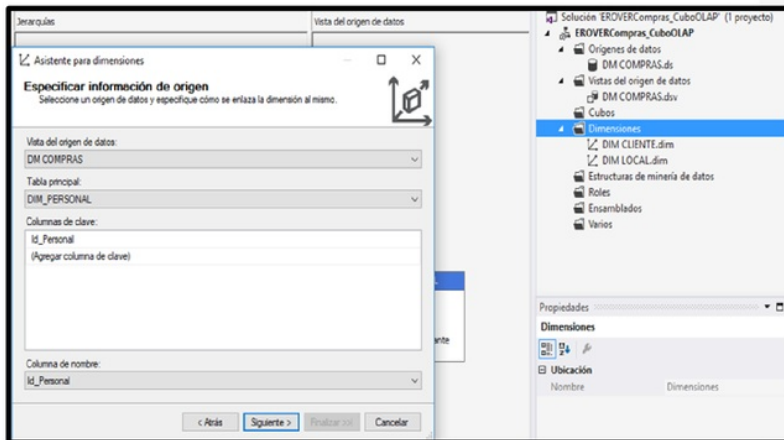 Jerarquías
Vista del origen de datos
Asistente para dimensiones
Especificar información de origen
Seleccione un origen de datos y especifique cómo se enlaza la dimensión al mismo.
Vista del origen de datos:
DM COMPRAS
Tabla principal:
DIM_PERSONAL
Columnas de clave:
Id_Personal
(Agregar columna de clave)
Columna de nombre:
Id_Personal
< Atrás
Siguiente >
Finalizar >>|
Cancelar
ante
Solución 'EROVERCompras_CuboOLAP' (1 proyecto)
EROVERCompras_CuboOLAP
Orígenes de datos
DM COMPRAS.ds
Vistas del origen de datos
DM COMPRAS.dsv
Cubos
Dimensiones
DIM CLIENTE.dim
DIM LOCAL.dim
Estructuras de minería de datos
Roles
Ensamblados
Varios
Propiedades
Dimensiones
Ubicación
Nombre Dimensiones